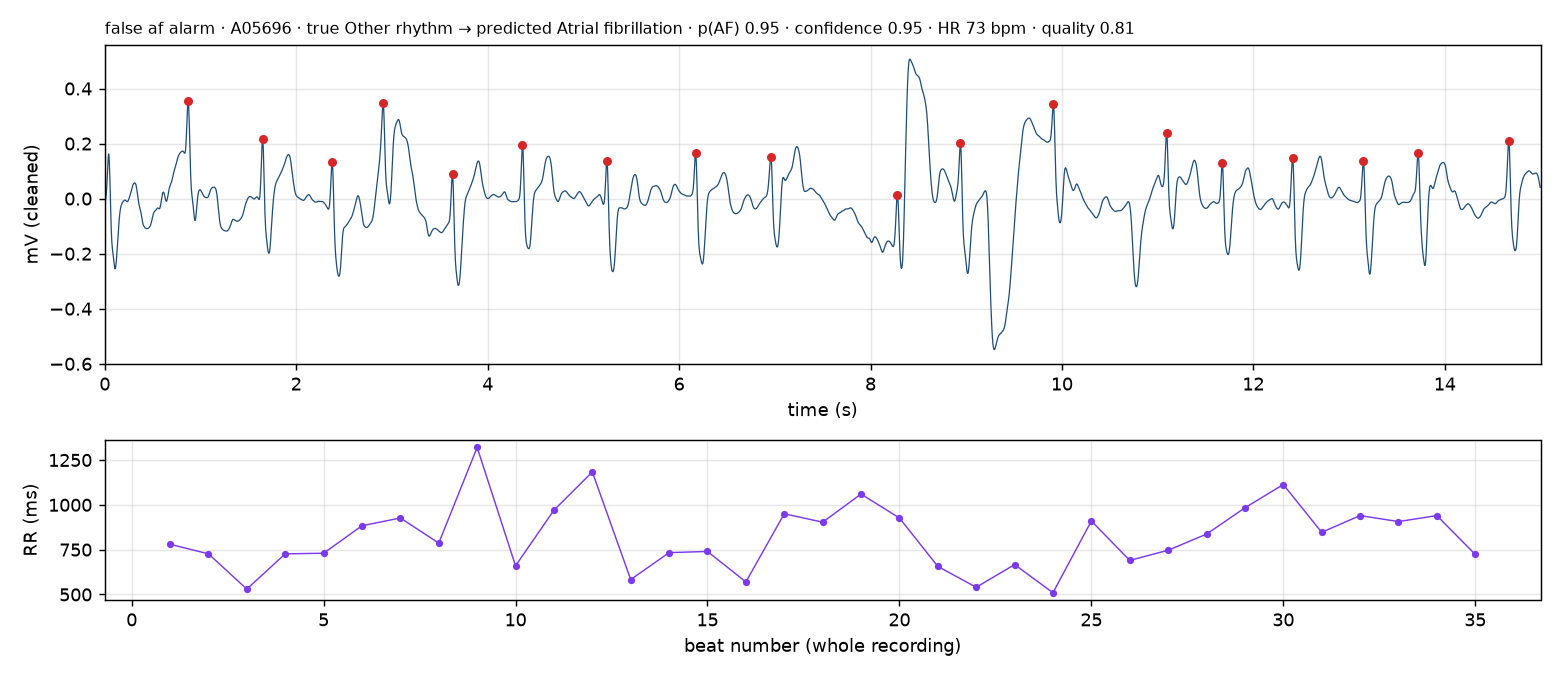 false af alarm · A05696 · true Other rhythm → predicted Atrial fibrillation · p(AF) 0.95 · confidence 0.95 · HR 73 bpm · quality 0.81
mV (cleaned)
0.4
0.2
0.0
−0.2
−0.4
−0.6
0 2 4 6 8 10 12 14
time (s)
RR (ms)
1250
1000
750
500
0 5 10 15 20 25 30 35
beat number (whole recording)